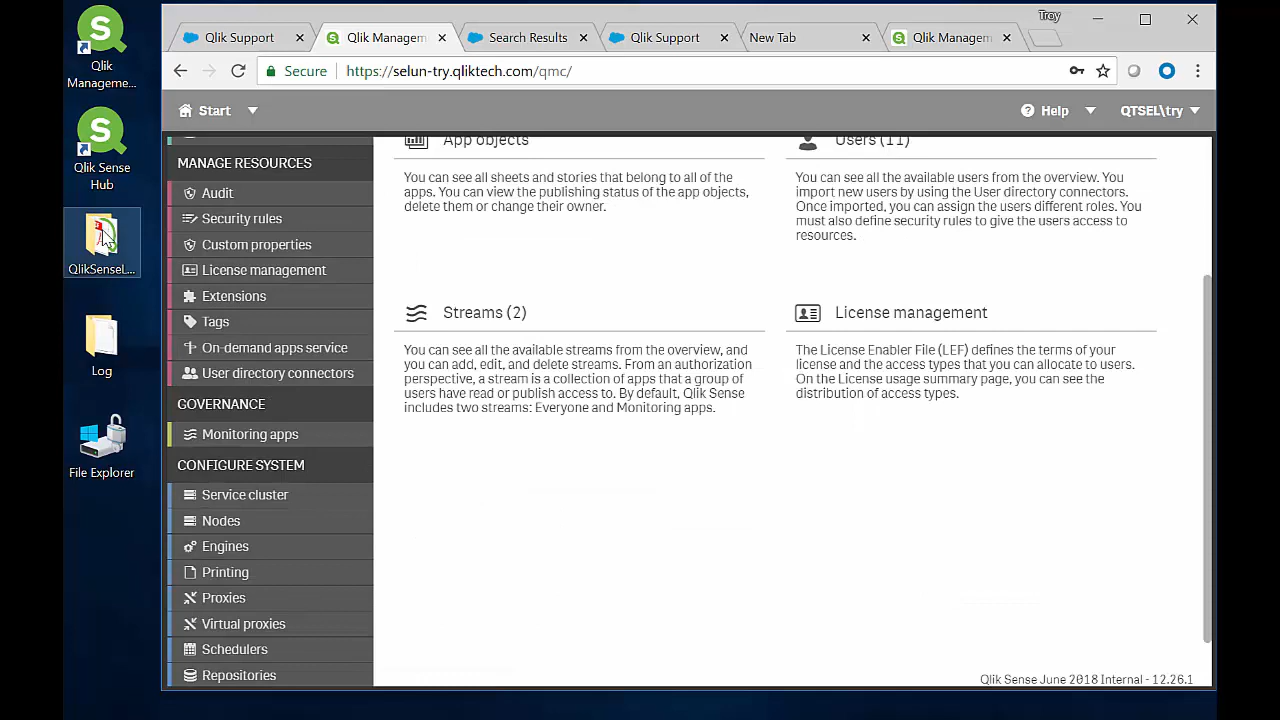 Qlik Manageme...
Qlik Sense Hub
QlikSenseL...
Log
File Explorer
Troy
Qlik Support
Qlik Managem
Search Results
Qlik Support
New Tab
Qlik Managem
Secure
https://selun-try.qliktech.com/qmc/
Start
Help
QTSEL\try
MANAGE RESOURCES
Audit
Security rules
Custom properties
License management
Extensions
Tags
On-demand apps service
User directory connectors
GOVERNANCE
Monitoring apps
CONFIGURE SYSTEM
Service cluster
Nodes
Engines
Printing
Proxies
Virtual proxies
Schedulers
Repositories
App objects
You can see all sheets and stories that belong to all of the
apps. You can view the publishing status of the app objects,
delete them or change their owner.
Users (11)
You can see all the available users from the overview. You
import new users by using the User directory connectors.
Once imported, you can assign the users different roles. You
must also define security rules to give the users access to
resources.
Streams (2)
You can see all the available streams from the overview, and
you can add, edit, and delete streams. From an authorization
perspective, a stream is a collection of apps that a group of
users have read or publish access to. By default, Qlik Sense
includes two streams: Everyone and Monitoring apps.
License management
The License Enabler File (LEF) defines the terms of your
license and the access types that you can allocate to users.
On the License usage summary page, you can see the
distribution of access types.
Qlik Sense June 2018 Internal - 12.26.1